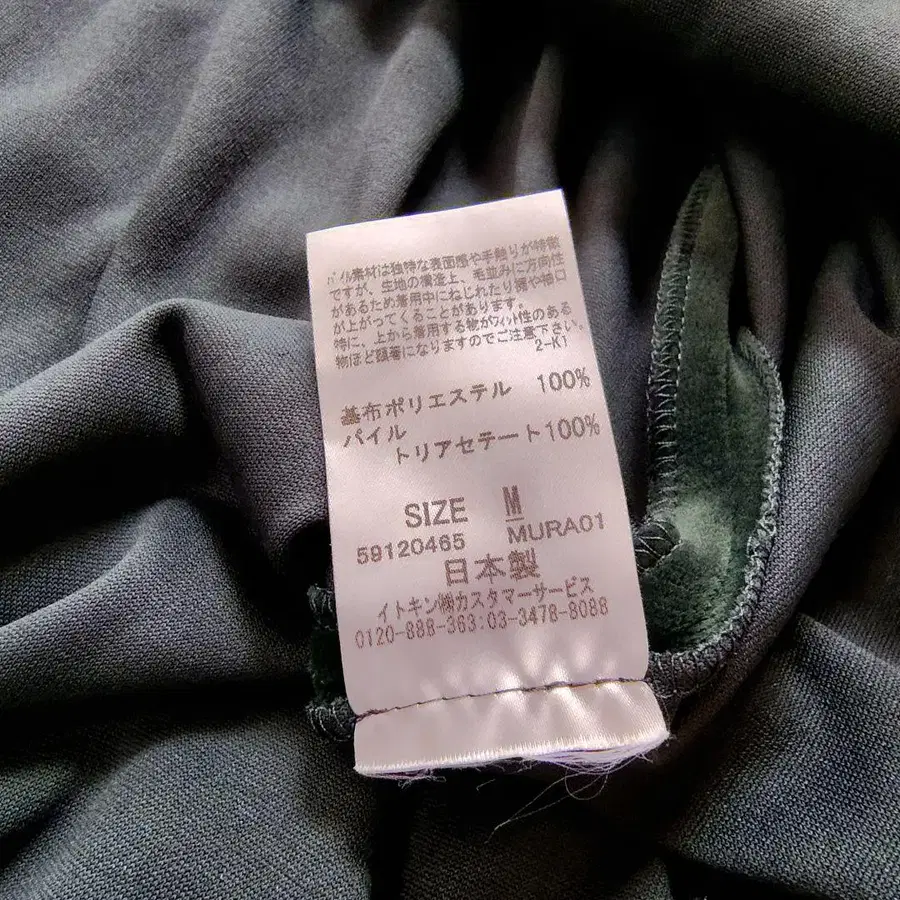 パイル素材は独特な表面感や手触りが特徴
ですが、生地の構造上、毛並みに方向性
があるため着用中にねじれたり裾や袖口
が上がってくることがあります。
特に、上から着用する物がフィット性のある
物ほど顕著になりますのでご注意下さい。
2-K1
基布ポリエステル 100%
パイル
トリアセテート100%
SIZE M
59120465 MURA01
日本製
イトキン㈱カスタマーサービス
0120-888-363:03-3478-8088